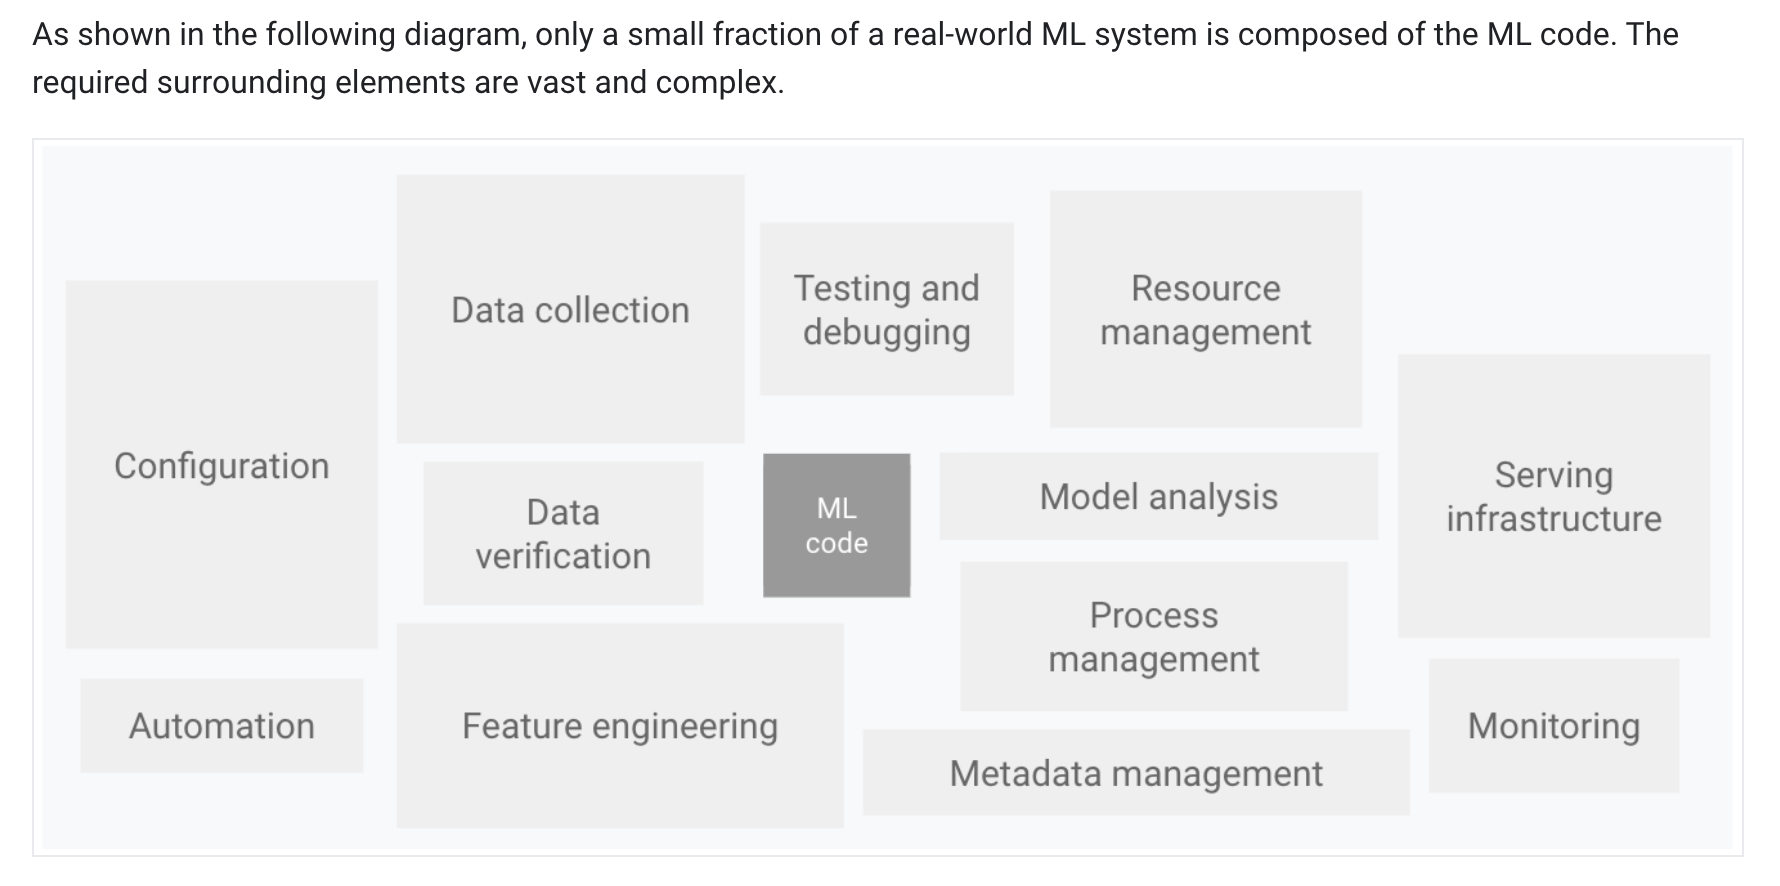 As shown in the following diagram, only a small fraction of a real-world ML system is composed of the ML code. The
required surrounding elements are vast and complex.
Configuration
Automation
Data collection
Data
verification
Feature engineering
Testing and
debugging
ML
code
Resource
management
Model analysis
Process
management
Metadata management
Serving
infrastructure
Monitoring